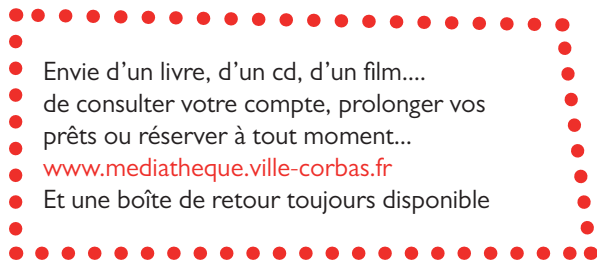 Envie d’un livre, d’un cd, d’un film....
de consulter votre compte, prolonger vos
prêts ou réserver à tout moment...
www.mediatheque.ville-corbas.fr
Et une boîte de retour toujours disponible